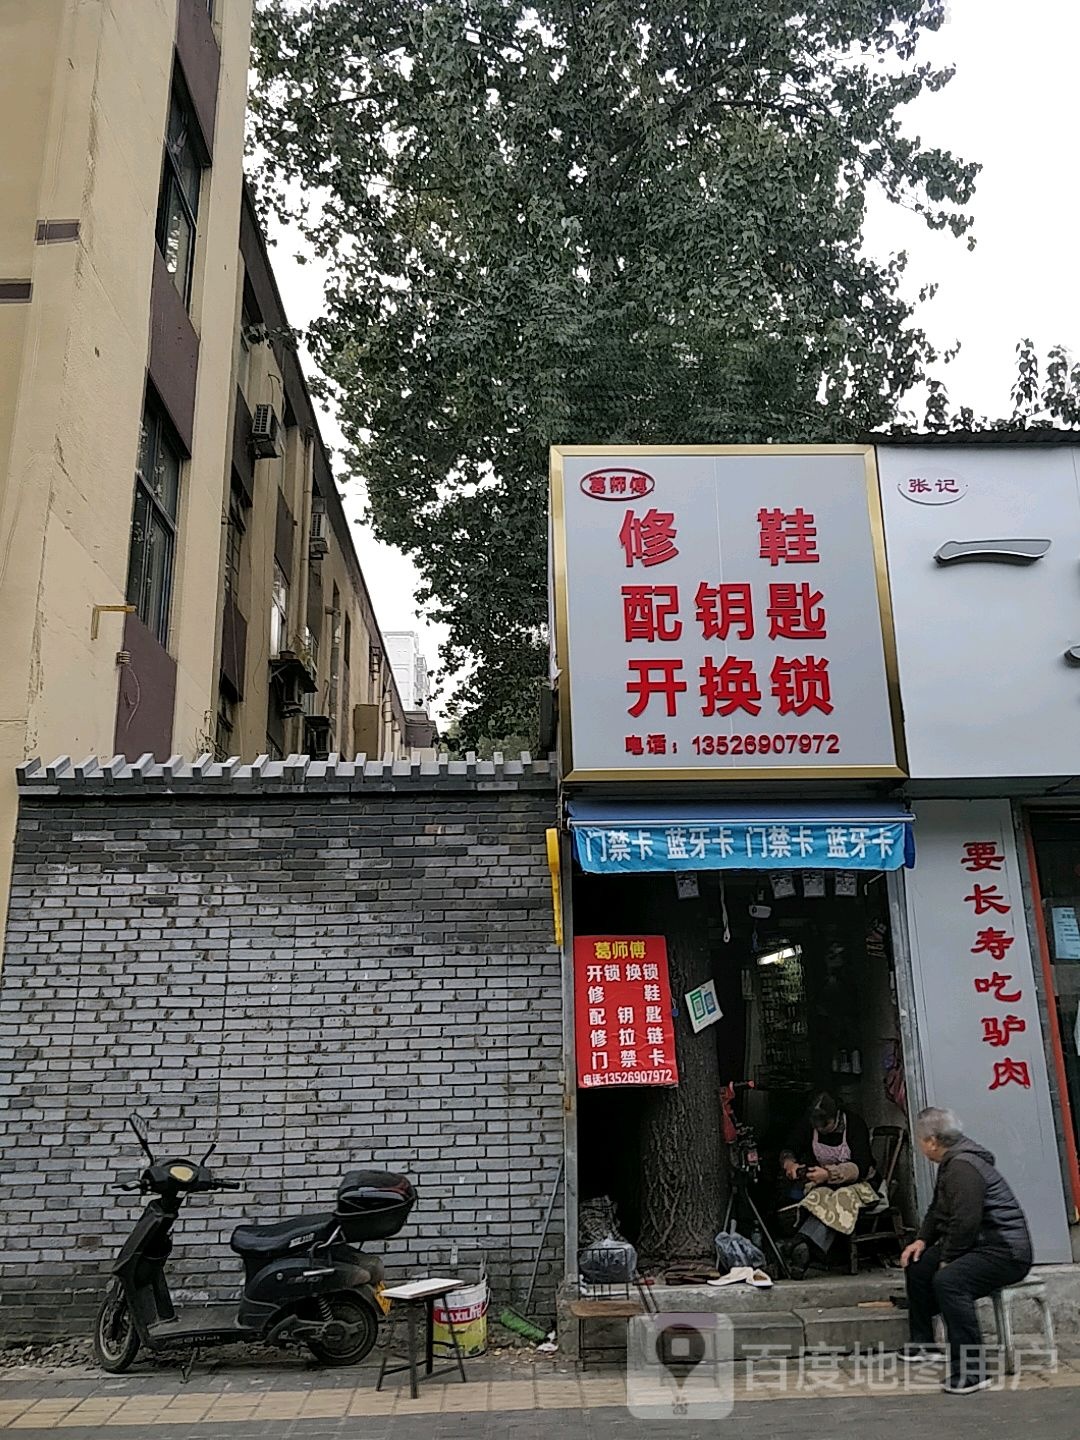 葛师傅
修 鞋
配钥匙
开换锁
电话：13526907972
张记
一
门禁卡 蓝牙卡 门禁卡 蓝牙卡
葛师傅
开锁 换锁
修 鞋
配 钥 匙
修 拉 链
门 禁 卡
电话:13526907972
要长寿吃驴肉
百度地图用户